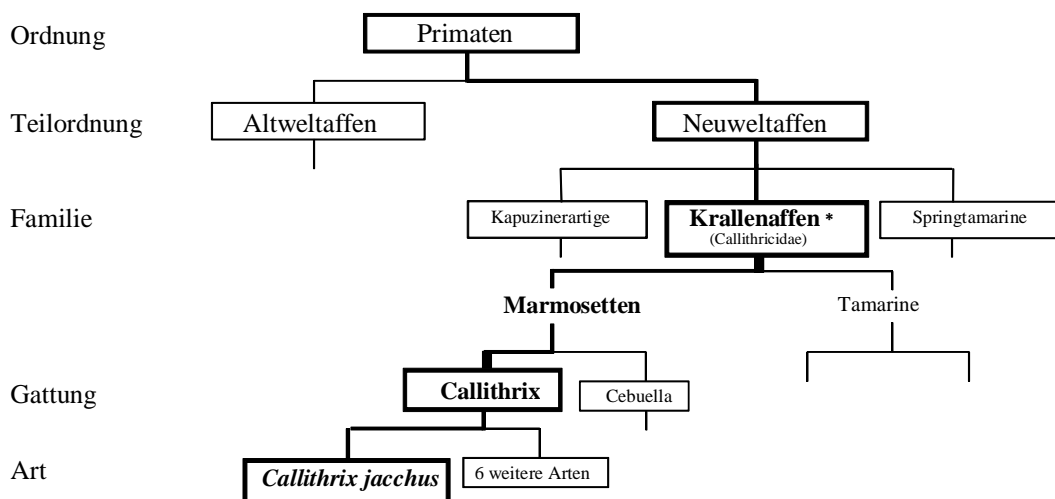 Ordnung Primaten
Teilordnung Altweltaffen Neuweltaffen
Familie Kapuzinerartige Krallenaffen * Springtamarine
(Callithricidae)
Marmosetten Tamarine
Gattung Callithrix Cebuella
Art Callithrix jacchus 6 weitere Arten